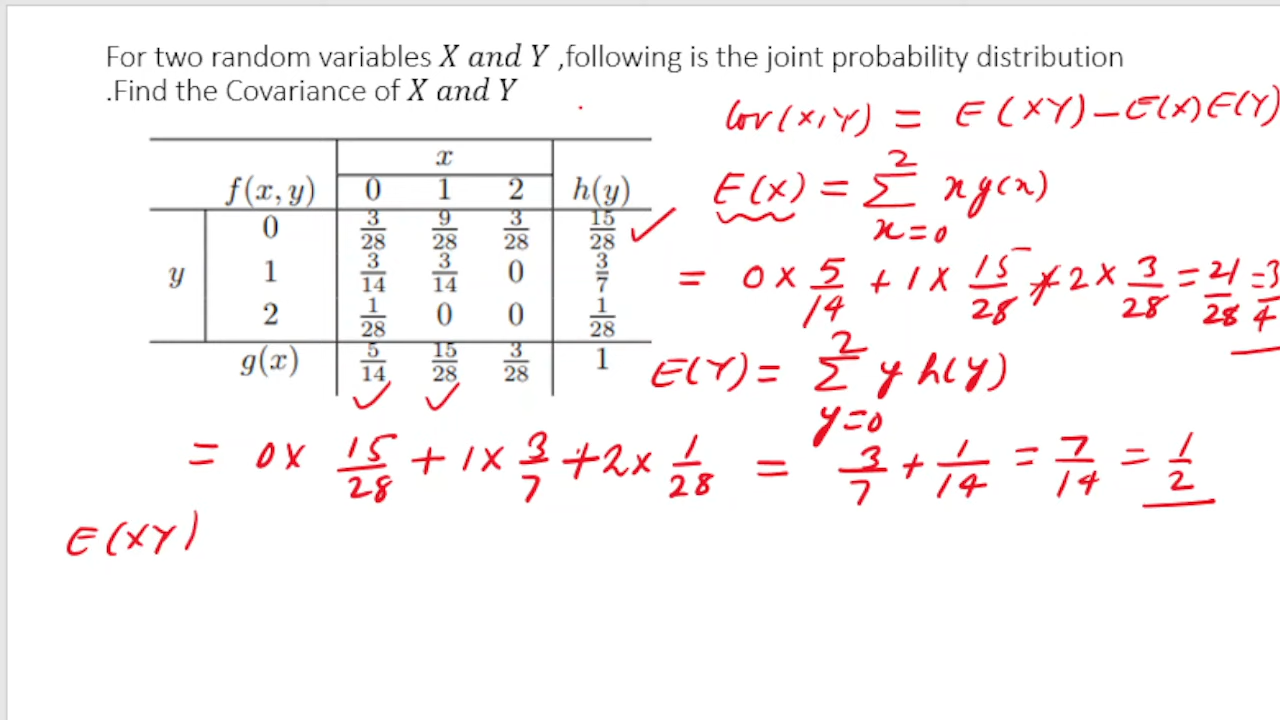 For two random variables X and Y ,following is the joint probability distribution
.Find the Covariance of X and Y
Cov(X,Y) = E(XY)-E(X)E(Y)
x
f(x, y) 0 1 2 h(y)
0 3/28 9/28 3/28 15/28
y 1 3/14 3/14 0 3/7
2 1/28 0 0 1/28
g(x) 5/14 15/28 3/28 1
E(X) = 2 Σ x=0 x g(x)
= 0 × 5/14 + 1 × 15/28 + 2 × 3/28 = 21/28 = 3/4
E(Y) = 2 Σ y=0 y h(y)
= 0 × 15/28 + 1 × 3/7 + 2 × 1/28 = 3/7 + 1/14 = 7/14 = 1/2
E(XY)